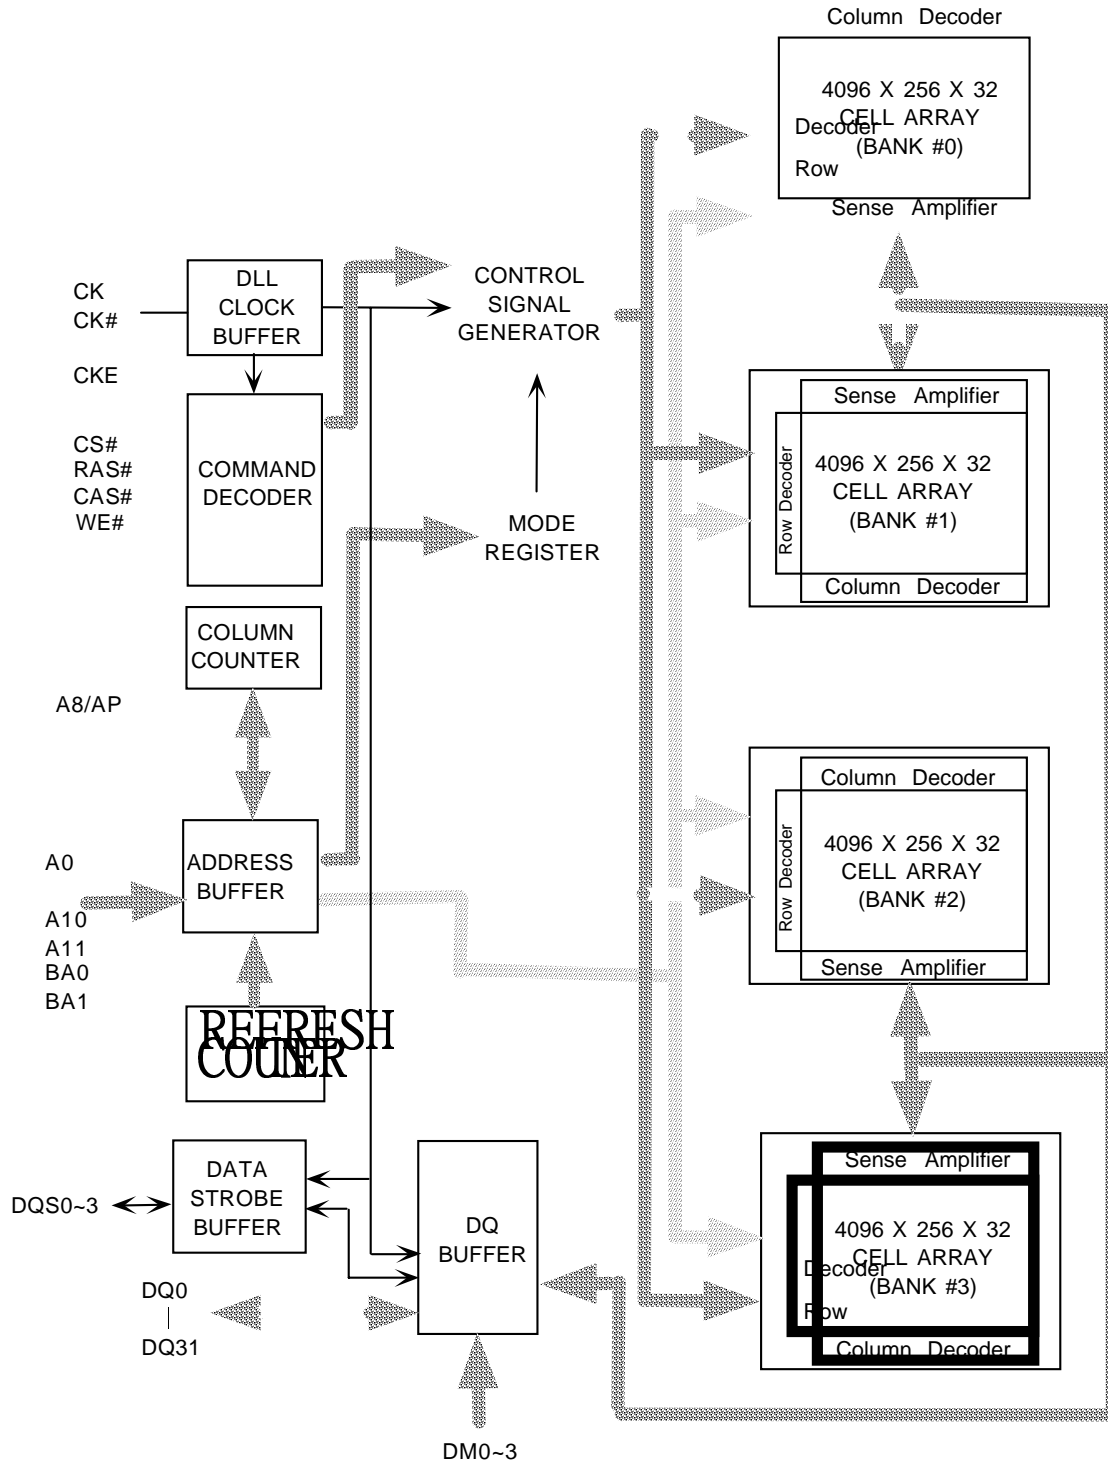 Column Decoder
4096 X 256 X 32
CELL ARRAY
(BANK #0)
Decoder
Row
Sense Amplifier
CK
CK#
DLL
CLOCK
BUFFER
CONTROL
SIGNAL
GENERATOR
CKE
CS#
RAS#
CAS#
WE#
COMMAND
DECODER
MODE
REGISTER
Sense Amplifier
Row Decoder
4096 X 256 X 32
CELL ARRAY
(BANK #1)
Column Decoder
COLUMN
COUNTER
A8/AP
Column Decoder
Row Decoder
4096 X 256 X 32
CELL ARRAY
(BANK #2)
Sense Amplifier
A0
A10
A11
BA0
BA1
ADDRESS
BUFFER
REFRESH
COUNTER
DATA
STROBE
BUFFER
DQS0~3
DQ
BUFFER
DQ0
DQ31
DM0~3
Sense Amplifier
4096 X 256 X 32
CELL ARRAY
(BANK #3)
Decoder
Row
Column Decoder